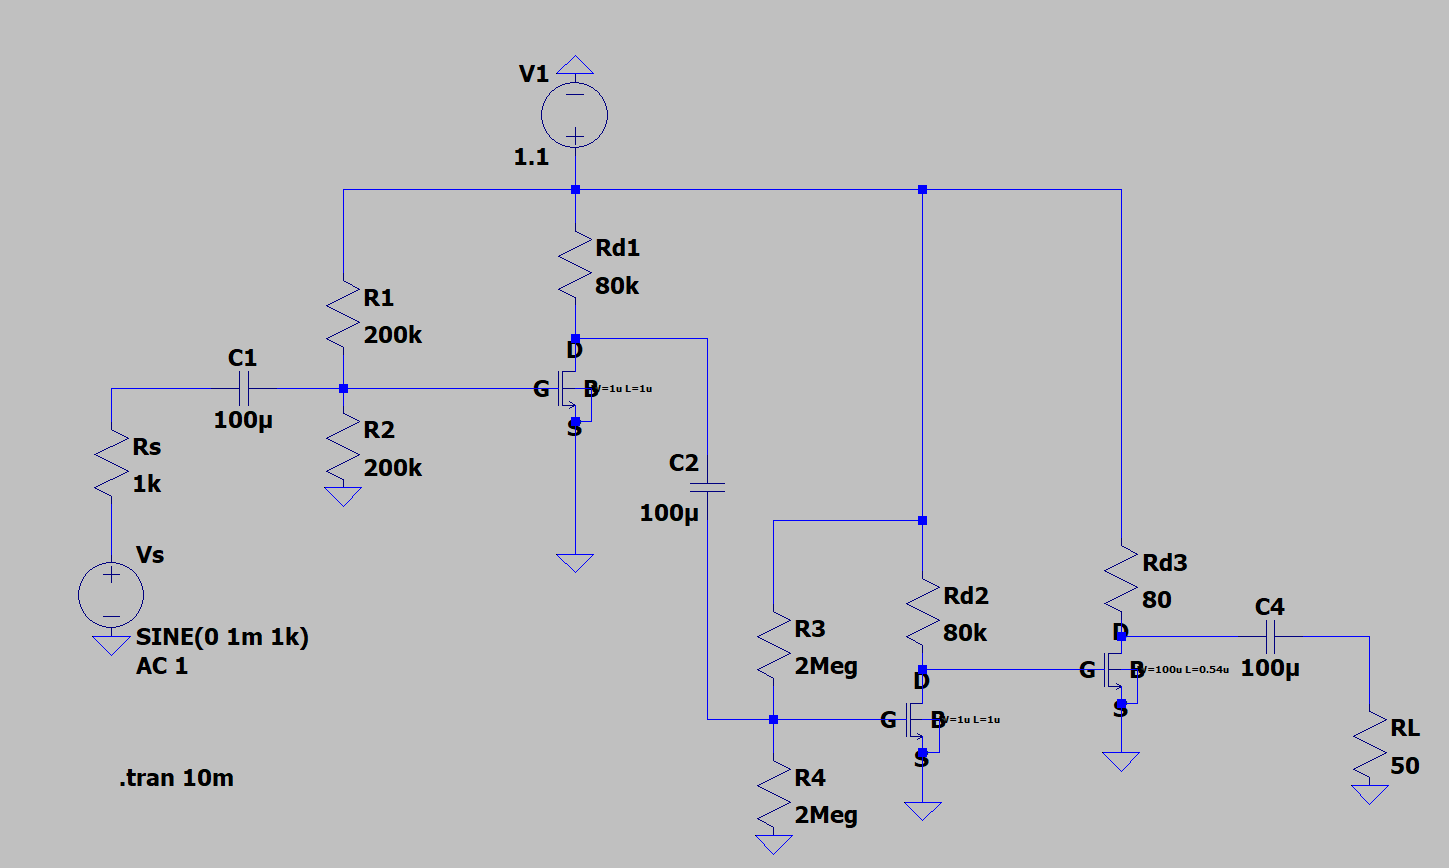 V1
1.1
Rd1
80k
R1
200k
C1
100µ
D
G
B
S
W=1u L=1u
R2
200k
Rs
1k
C2
100µ
Vs
SINE(0 1m 1k)
AC 1
Rd3
80
Rd2
80k
C4
100µ
D
G
B
S
W=100u L=0.54u
R3
2Meg
D
G
B
S
W=1u L=1u
RL
50
R4
2Meg
.tran 10m